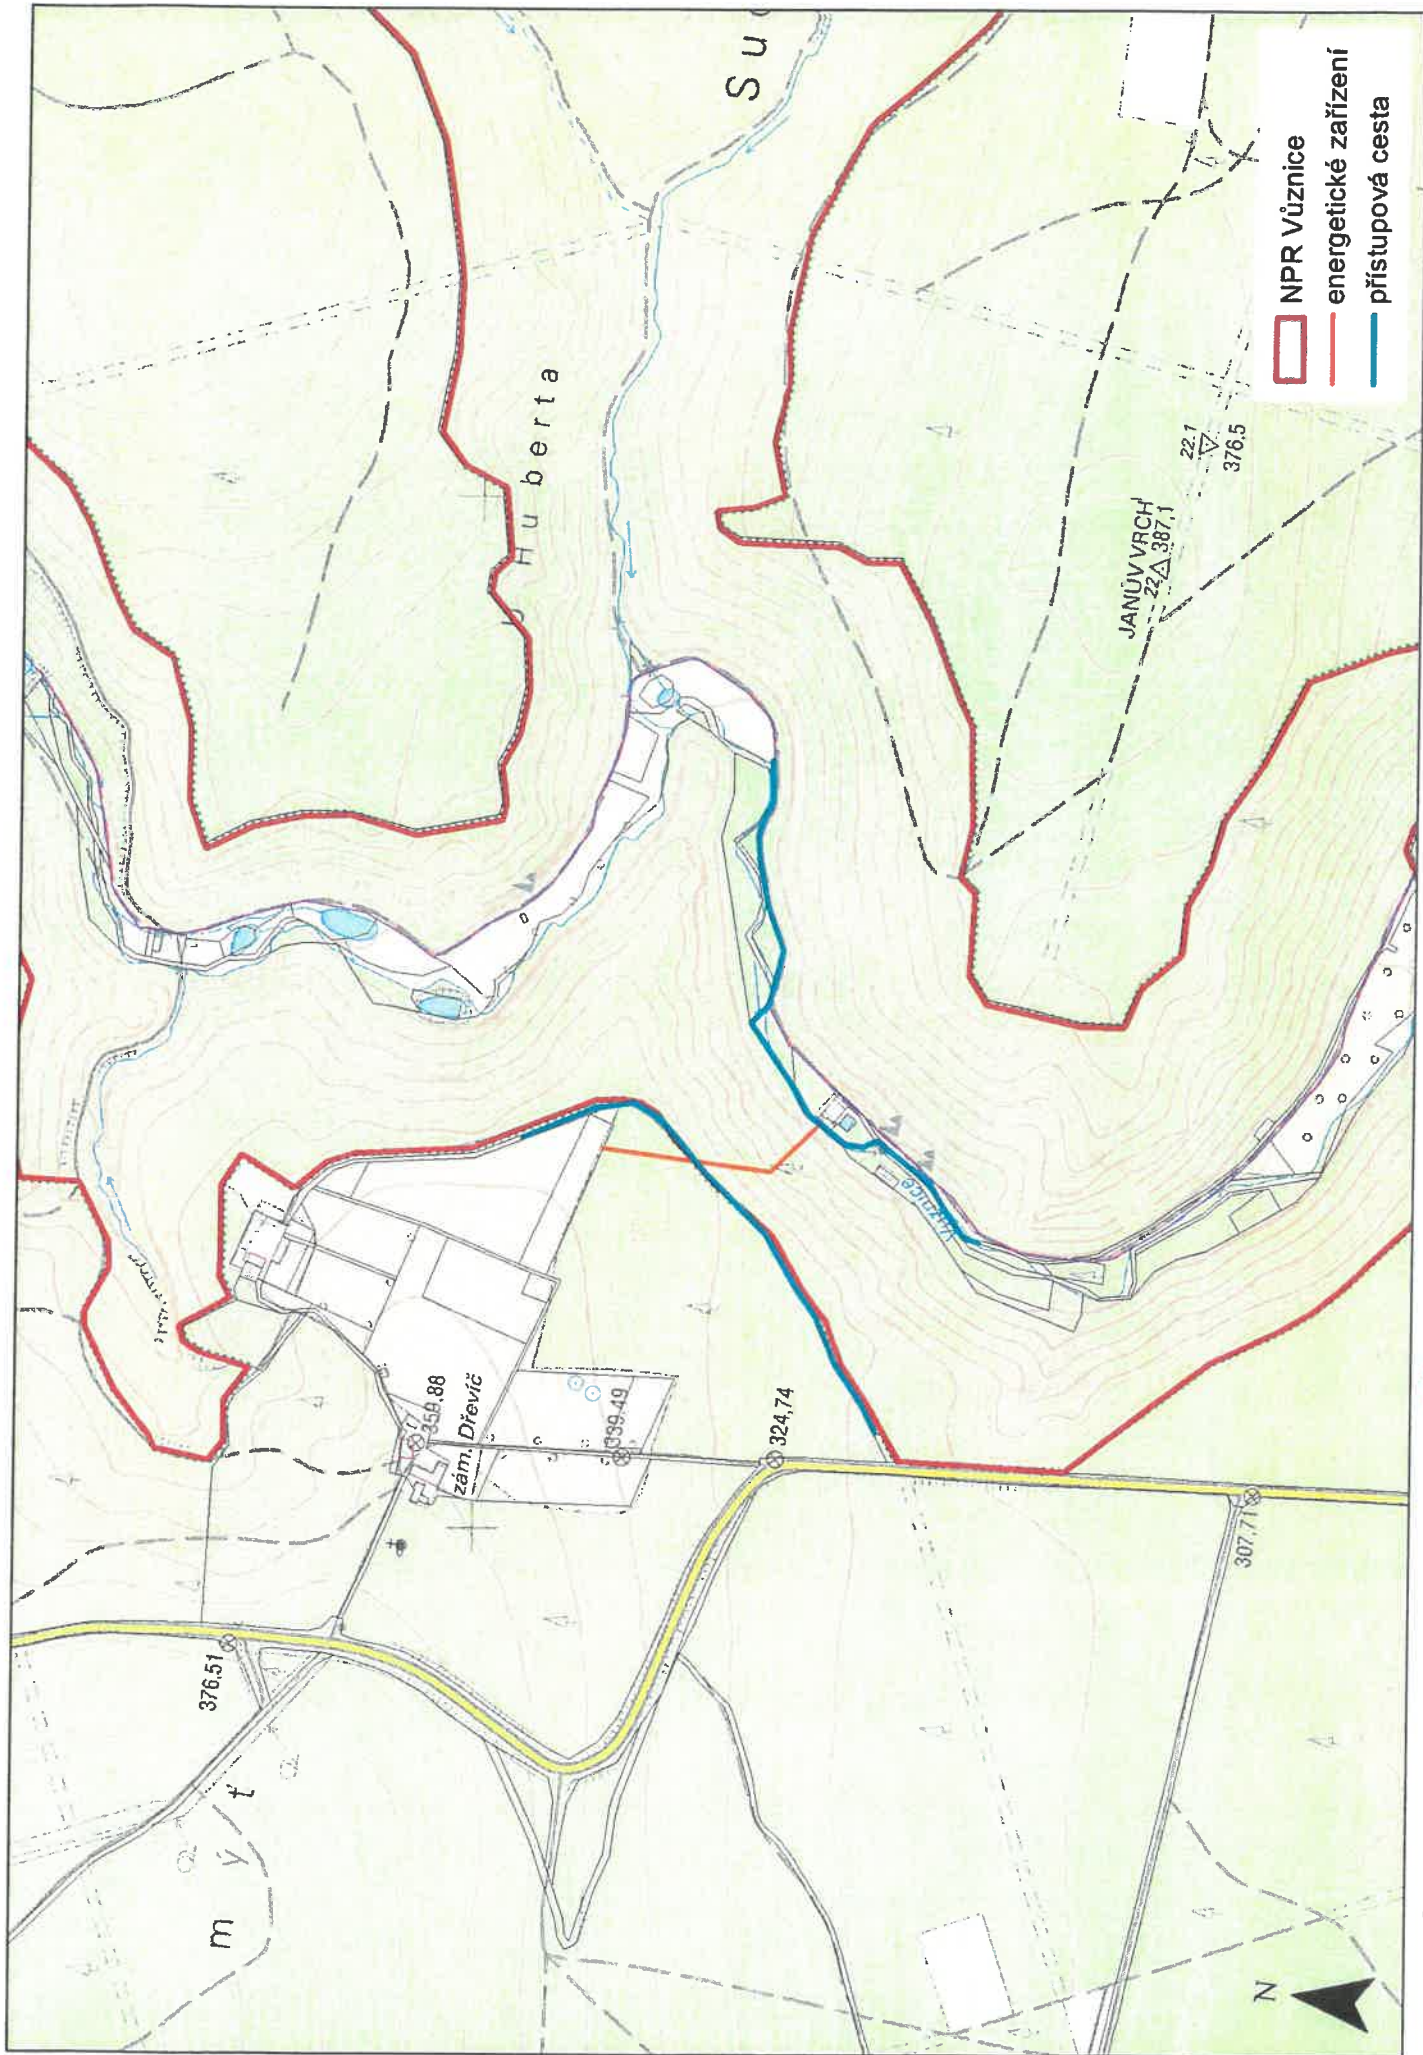 376,51
m ý t
359,88
zám. Dřevíč
339,49
324,74
307,71
Huberta
Su
Vůznice
JANŮV VRCH
22 387,1
22.1
376,5
N
NPR Vůznice
energetické zařízení
přístupová cesta